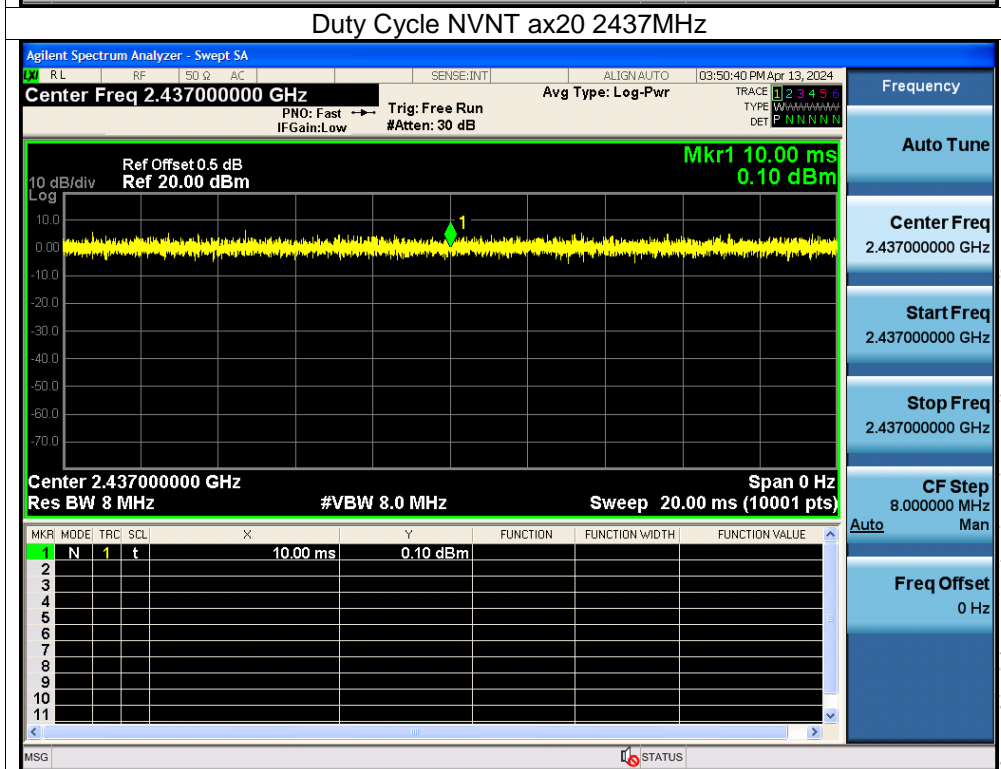 Duty Cycle NVNT ax20 2437MHz
Agilent Spectrum Analyzer - Swept SA
LXI RL RF 50 Ω AC SENSE:INT ALIGN AUTO 03:50:40 PM Apr 13, 2024
Center Freq 2.437000000 GHz Avg Type: Log-Pwr TRACE 1 2 3 4 5 6
PNO: Fast Trig: Free Run TYPE WWWWWW
IFGain:Low #Atten: 30 dB DET P N N N N N
Frequency
Mkr1 10.00 ms
0.10 dBm
Ref Offset 0.5 dB
10 dB/div Ref 20.00 dBm
Log
10.0
1
0.00
-10.0
-20.0
-30.0
-40.0
-50.0
-60.0
-70.0
Center 2.437000000 GHz Span 0 Hz
Res BW 8 MHz #VBW 8.0 MHz Sweep 20.00 ms (10001 pts)
MKR MODE TRC SCL X Y FUNCTION FUNCTION WIDTH FUNCTION VALUE
1 N 1 t 10.00 ms 0.10 dBm
2
3
4
5
6
7
8
9
10
11
Auto Tune
Center Freq
2.437000000 GHz
Start Freq
2.437000000 GHz
Stop Freq
2.437000000 GHz
CF Step
8.000000 MHz
Auto Man
Freq Offset
0 Hz
MSG STATUS